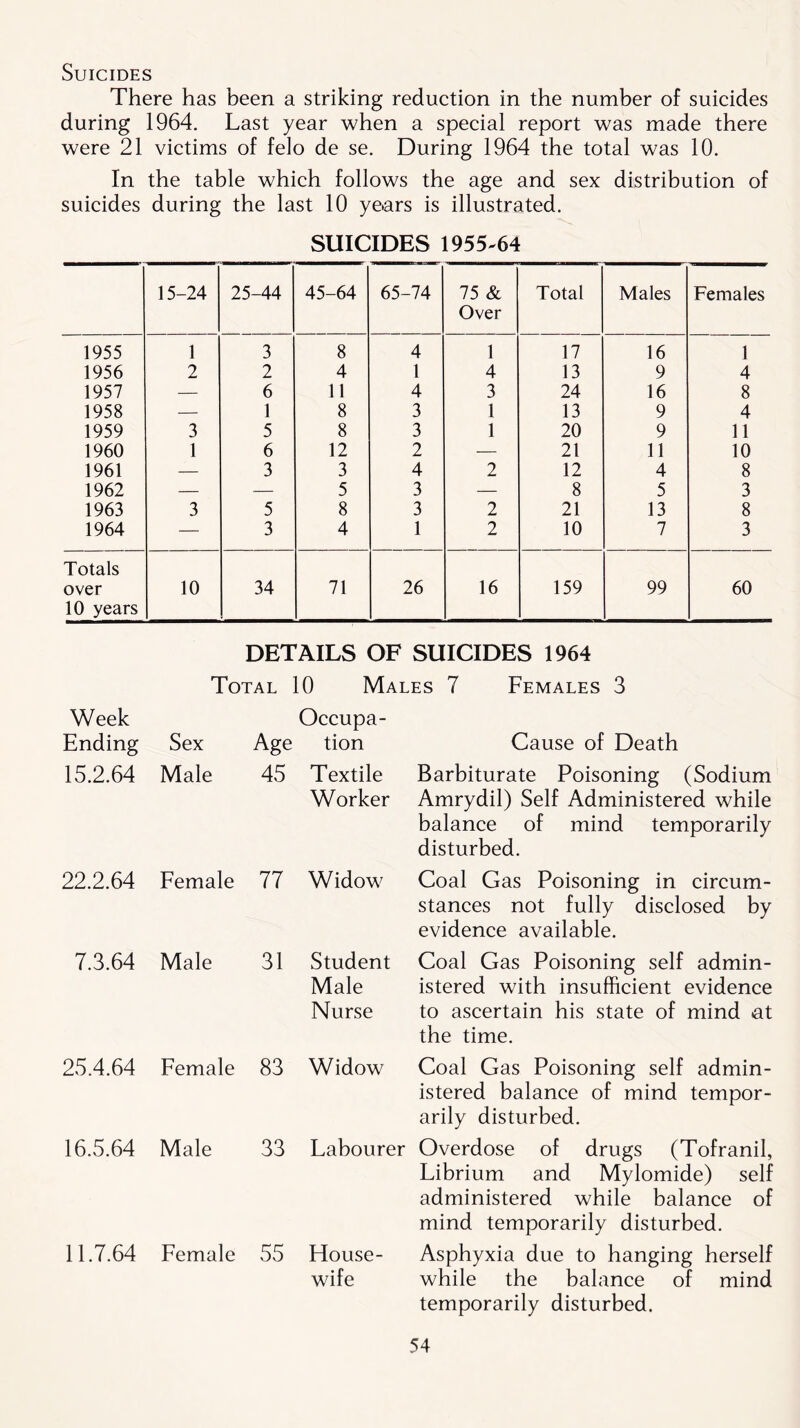 SUICIDES
There has been a striking reduction in the number of suicides
during 1964. Last year when a special report was made there
were 21 victims of felo de se. During 1964 the total was 10.
In the table which follows the age and sex distribution of
suicides during the last 10 years is illustrated.
SUICIDES 1955-64
15-24 25-44 45-64 65-74 75 & Over Total Males Females
1955 1 3 8 4 1 17 16 1
1956 2 2 4 1 4 13 9 4
1957 — 6 11 4 3 24 16 8
1958 — 1 8 3 1 13 9 4
1959 3 5 8 3 1 20 9 11
1960 1 6 12 2 — 21 11 10
1961 — 3 3 4 2 12 4 8
1962 — — 5 3 — 8 5 3
1963 3 5 8 3 2 21 13 8
1964 — 3 4 1 2 10 7 3
Totals over 10 years 10 34 71 26 16 159 99 60
DETAILS OF SUICIDES 1964
TOTAL 10 MALES 7 FEMALES 3
Week Occupa-
Ending Sex Age tion Cause of Death
15.2.64 Male 45 Textile Barbiturate Poisoning (Sodium
Worker Amrydil) Self Administered while
balance of mind temporarily
disturbed.
22.2.64 Female 77 Widow Coal Gas Poisoning in circum-
stances not fully disclosed by
evidence available.
7.3.64 Male 31 Student Coal Gas Poisoning self admin-
Male istered with insufficient evidence
Nurse to ascertain his state of mind at
the time.
25.4.64 Female 83 Widow Coal Gas Poisoning self admin-
istered balance of mind tempor-
arily disturbed.
16.5.64 Male 33 Labourer Overdose of drugs (Tofranil,
Librium and Mylomide) self
administered while balance of
mind temporarily disturbed.
11.7.64 Female 55 House- Asphyxia due to hanging herself
wife while the balance of mind
temporarily disturbed.
54